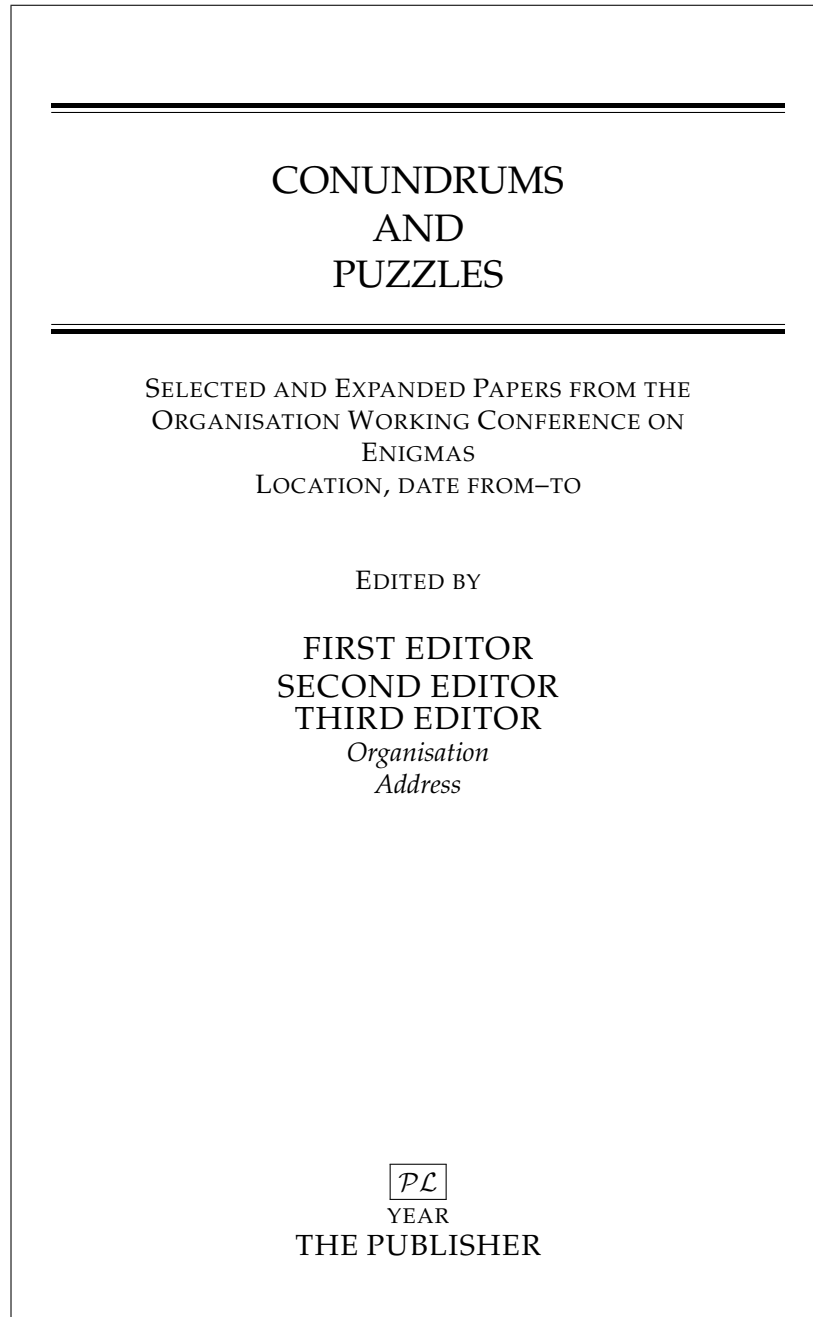 CONUNDRUMS
AND
PUZZLES
SELECTED AND EXPANDED PAPERS FROM THE
ORGANISATION WORKING CONFERENCE ON
ENIGMAS
LOCATION, DATE FROM–TO
EDITED BY
FIRST EDITOR
SECOND EDITOR
THIRD EDITOR
Organisation
Address
PL
YEAR
THE PUBLISHER